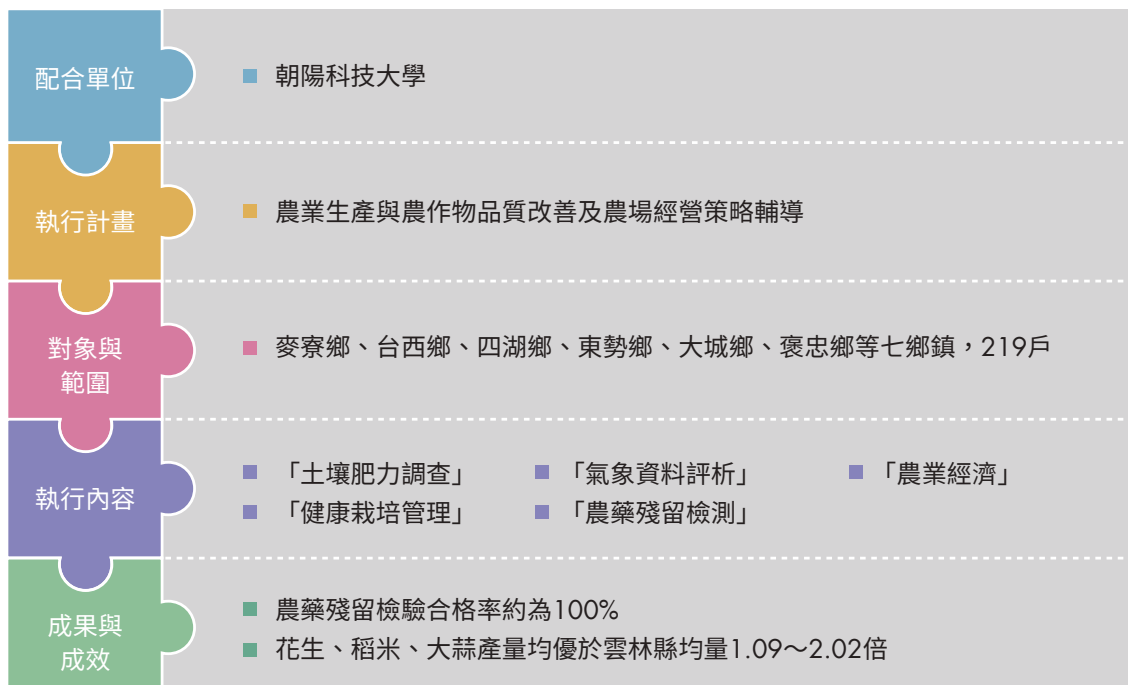 配合單位
朝陽科技大學
執行計畫
農業生產與農作物品質改善及農場經營策略輔導
對象與
範圍
麥寮鄉、台西鄉、四湖鄉、東勢鄉、大城鄉、褒忠鄉等七鄉鎮，219戶
執行內容
「土壤肥力調查」 「氣象資料評析」 「農業經濟」
「健康栽培管理」 「農藥殘留檢測」
成果與
成效
農藥殘留檢驗合格率約為100%
花生、稻米、大蒜產量均優於雲林縣均量1.09～2.02倍